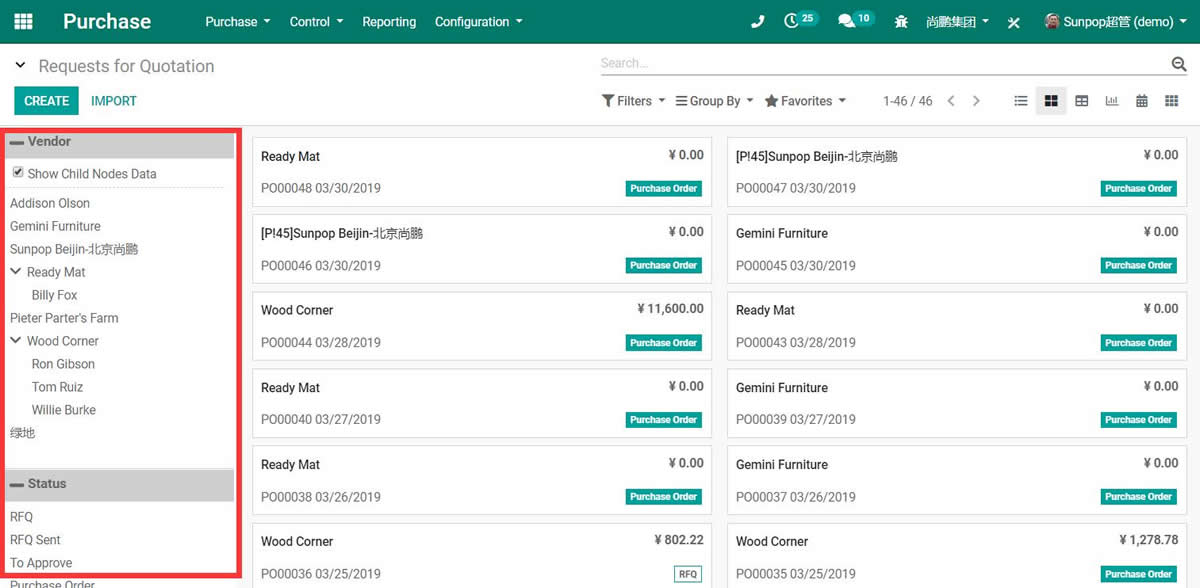 Purchase Purchase Control Reporting Configuration 25 10 尚鹏集团 Sunpop超管 (demo)
Requests for Quotation Search...
CREATE IMPORT Filters Group By Favorites 1-46 / 46
Vendor
Show Child Nodes Data
Addison Olson
Gemini Furniture
Sunpop Beijin-北京尚鹏
Ready Mat
Billy Fox
Pieter Parter's Farm
Wood Corner
Ron Gibson
Tom Ruiz
Willie Burke
绿地
Status
RFQ
RFQ Sent
To Approve
Purchase Order
Ready Mat ¥ 0.00
PO00048 03/30/2019 Purchase Order
[P!45]Sunpop Beijin-北京尚鹏 ¥ 0.00
PO00047 03/30/2019 Purchase Order
[P!45]Sunpop Beijin-北京尚鹏 ¥ 0.00
PO00046 03/30/2019 Purchase Order
Gemini Furniture ¥ 0.00
PO00045 03/30/2019 Purchase Order
Wood Corner ¥ 11,600.00
PO00044 03/28/2019 Purchase Order
Ready Mat ¥ 0.00
PO00043 03/28/2019 Purchase Order
Ready Mat ¥ 0.00
PO00040 03/27/2019 Purchase Order
Gemini Furniture ¥ 0.00
PO00039 03/27/2019 Purchase Order
Ready Mat ¥ 0.00
PO00038 03/26/2019 Purchase Order
Gemini Furniture ¥ 0.00
PO00037 03/26/2019 Purchase Order
Wood Corner ¥ 802.22
PO00036 03/25/2019 RFQ
Wood Corner ¥ 1,278.78
PO00035 03/25/2019 Purchase Order